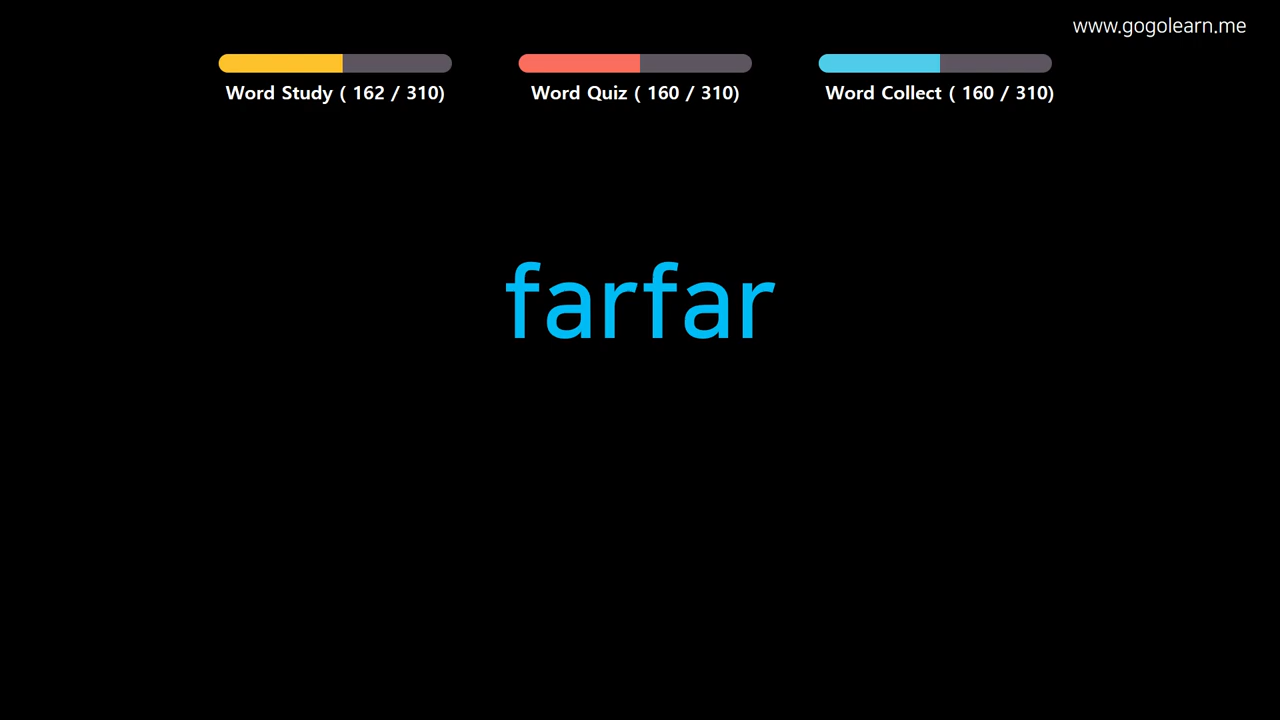 www.gogolearn.me
Word Study ( 162 / 310)
Word Quiz ( 160 / 310)
Word Collect ( 160 / 310)
farfar